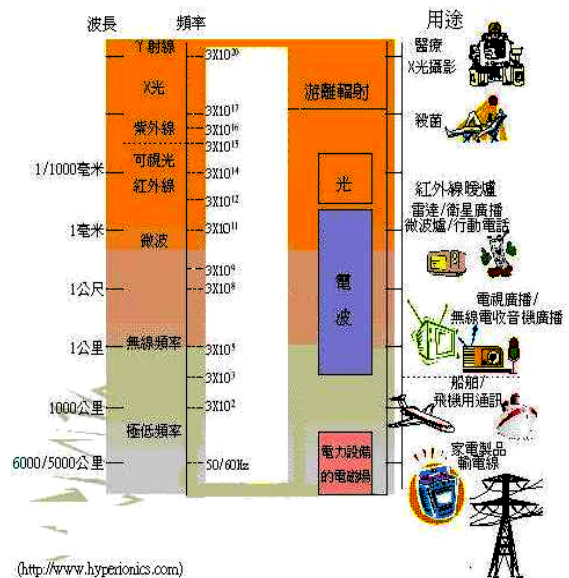 波長 頻率 用途
γ射線
3X10²⁰
醫療
X光攝影
X光
游離輻射
3X10¹⁷
紫外線
3X10¹⁶
殺菌
3X10¹⁵
可視光
1/1000毫米
3X10¹⁴
光
紅外線
紅外線暖爐
3X10¹²
雷達/衛星廣播
微波爐/行動電話
1毫米
3X10¹¹
微波
3X10⁹
電波
1公尺
3X10⁸
電視廣播/
無線電收音機廣播
無線頻率
1公里
3X10⁵
3X10³
船舶/
飛機用通訊
1000公里
3X10²
極低頻率
家電製品
輸電線
電力設備
的電磁場
6000/5000公里
50/60Hz
(http://www.hyperionics.com)